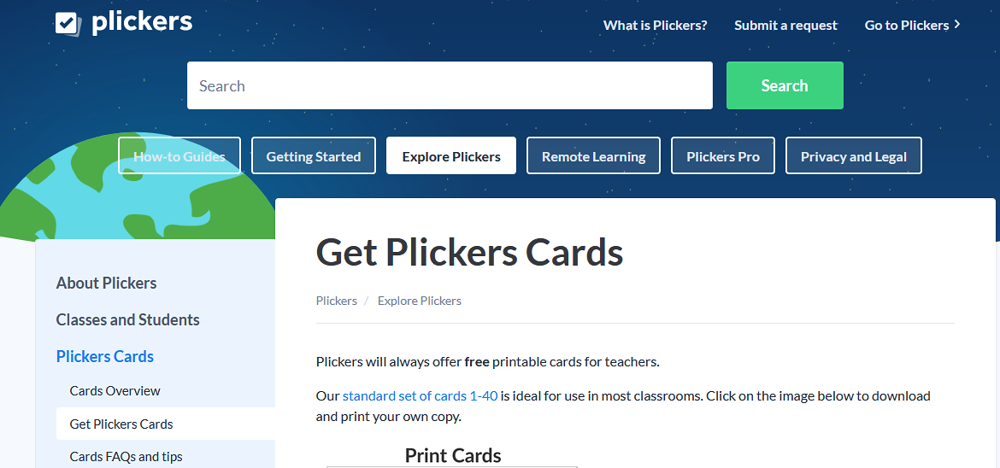 plickers
What is Plickers?
Submit a request
Go to Plickers
Search
Search
How-to Guides
Getting Started
Explore Plickers
Remote Learning
Plickers Pro
Privacy and Legal
About Plickers
Classes and Students
Plickers Cards
Cards Overview
Get Plickers Cards
Cards FAQs and tips
Get Plickers Cards
Plickers / Explore Plickers
Plickers will always offer free printable cards for teachers.
Our standard set of cards 1-40 is ideal for use in most classrooms. Click on the image below to download
and print your own copy.
Print Cards